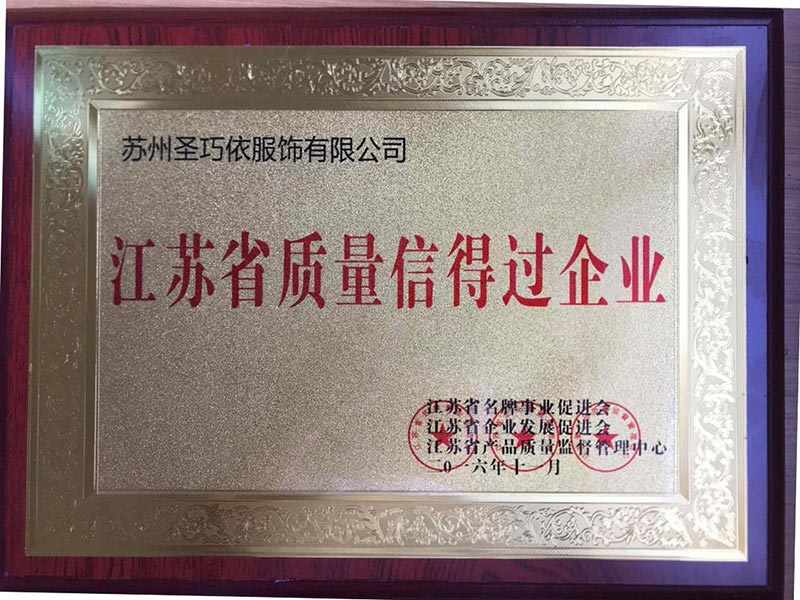 苏州圣巧依服饰有限公司
江苏省质量信得过企业
江苏省名牌事业促进会
江苏省企业发展促进会
江苏省产品质量监督管理中心
二〇一六年十一月